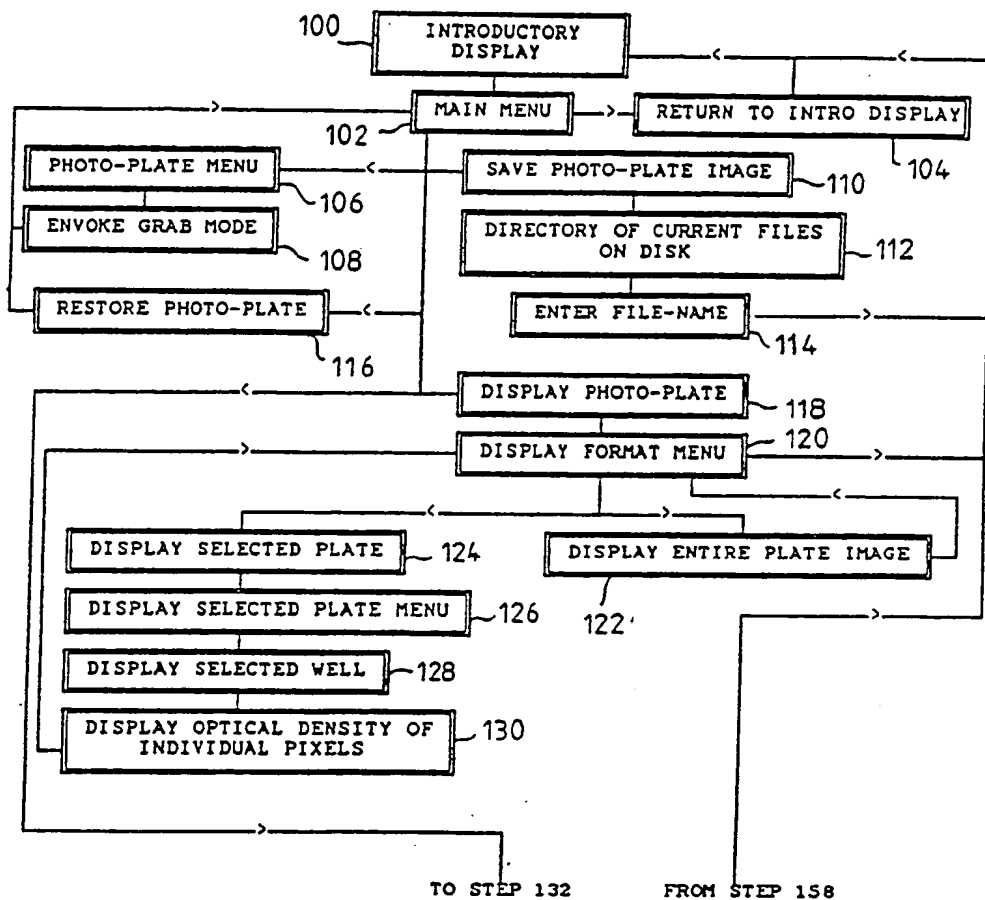 100
INTRODUCTORY
DISPLAY
MAIN MENU
102
RETURN TO INTRO DISPLAY
104
PHOTO-PLATE MENU
106
SAVE PHOTO-PLATE IMAGE
110
ENVOKE GRAB MODE
108
DIRECTORY OF CURRENT FILES
ON DISK
112
RESTORE PHOTO-PLATE
116
ENTER FILE-NAME
114
DISPLAY PHOTO-PLATE
118
DISPLAY FORMAT MENU
120
DISPLAY SELECTED PLATE
124
DISPLAY ENTIRE PLATE IMAGE
122
DISPLAY SELECTED PLATE MENU
126
DISPLAY SELECTED WELL
128
DISPLAY OPTICAL DENSITY OF
INDIVIDUAL PIXELS
130
TO STEP 132
FROM STEP 158